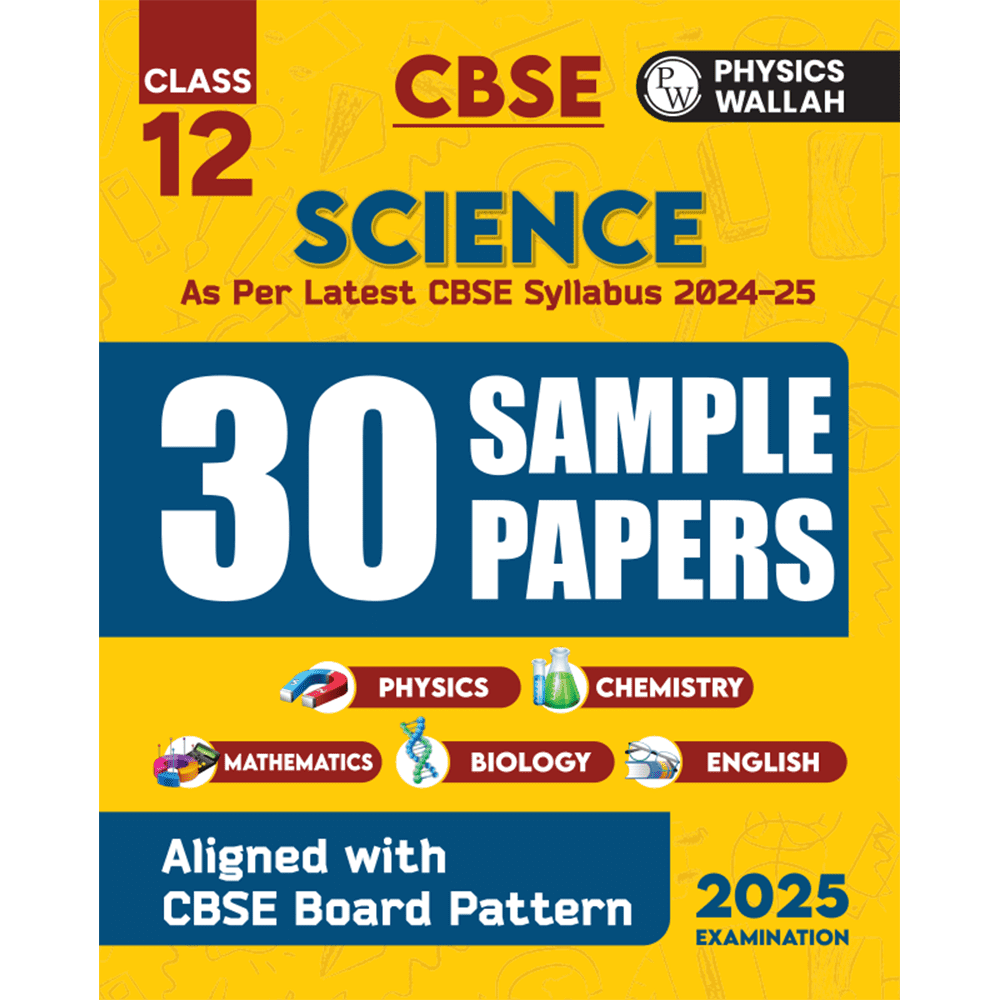 CLASS
12
CBSE
PW
PHYSICS
WALLAH
SCIENCE
As Per Latest CBSE Syllabus 2024-25
30
SAMPLE
PAPERS
PHYSICS
CHEMISTRY
MATHEMATICS
BIOLOGY
ENGLISH
Aligned with
CBSE Board Pattern
2025
EXAMINATION